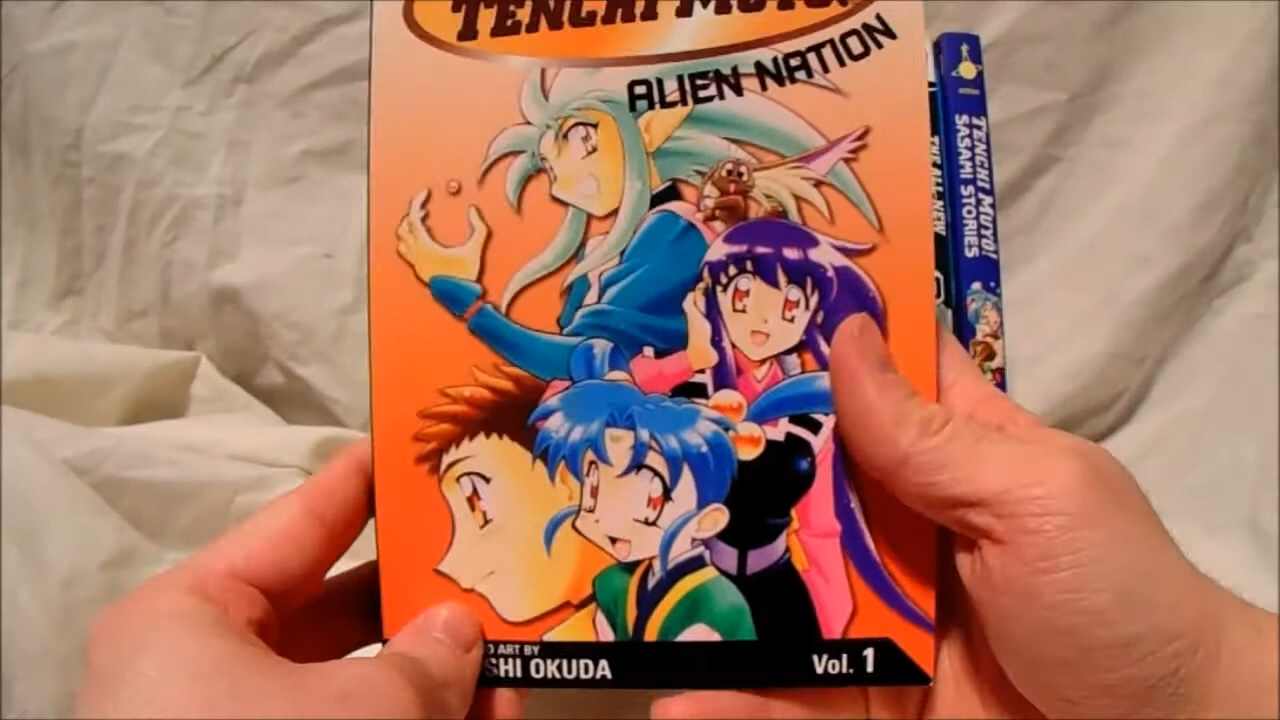 TENCHI MUYO!
ALIEN NATION
D ART BY
SHI OKUDA
Vol. 1
THE ALL-NEW
TENCHI MUYO!
SASAMI STORIES